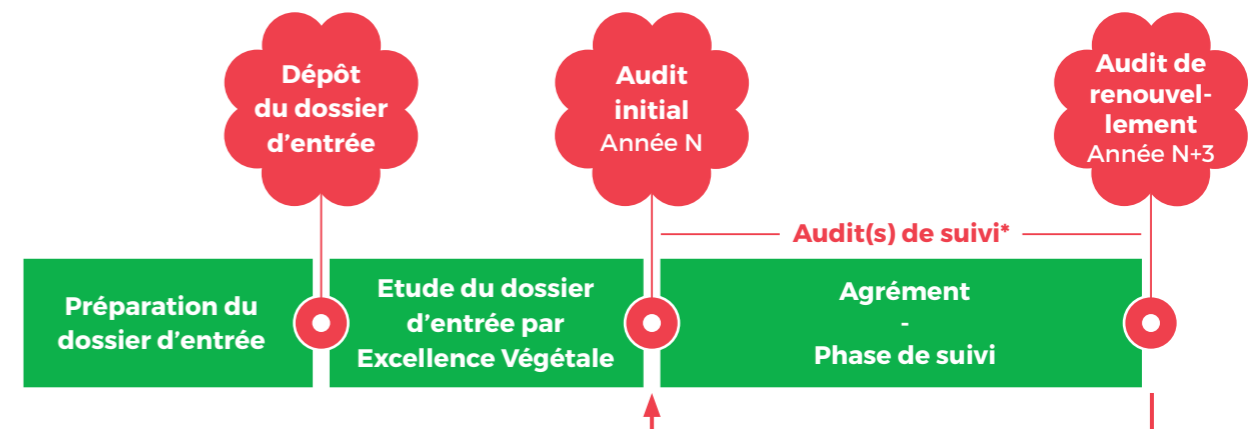 Dépôt
du dossier
d'entrée
Audit
initial
Année N
Audit de
renouvel-
lement
Année N+3
Audit(s) de suivi*
Préparation du
dossier d'entrée
Etude du dossier
d'entrée par
Excellence Végétale
Agrément
-
Phase de suivi